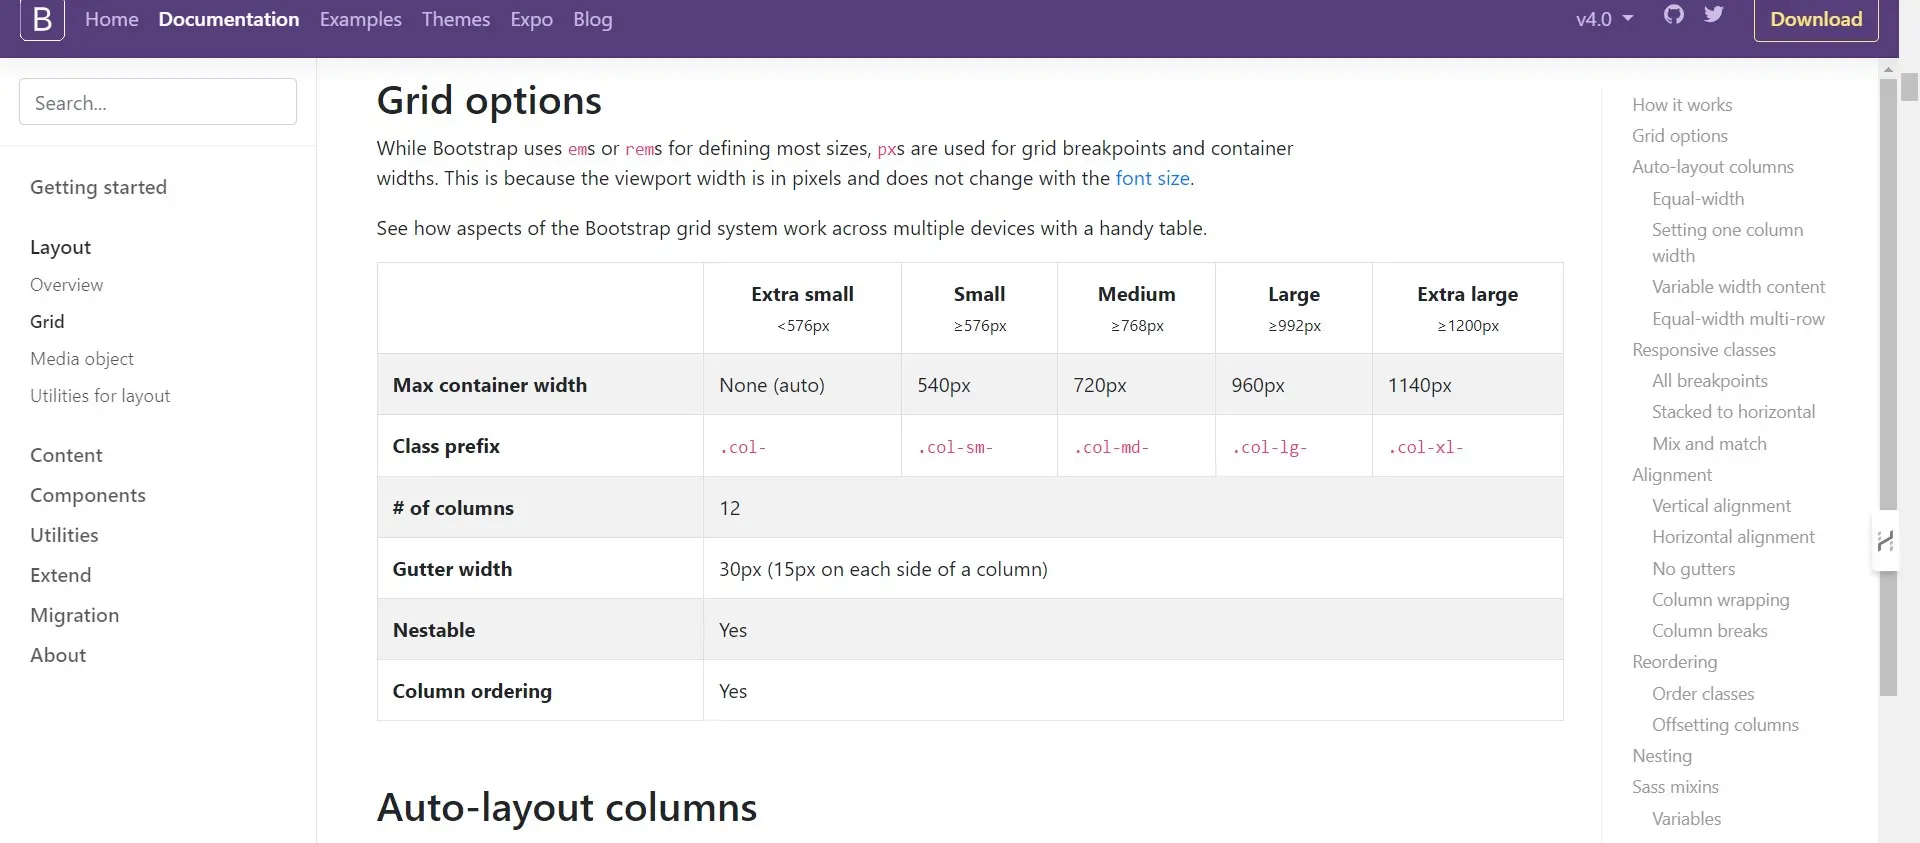 B Home Documentation Examples Themes Expo Blog v4.0 Download
Search...
Getting started
Layout
Overview
Grid
Media object
Utilities for layout
Content
Components
Utilities
Extend
Migration
About
Grid options
While Bootstrap uses ems or rems for defining most sizes, pxs are used for grid breakpoints and container
widths. This is because the viewport width is in pixels and does not change with the font size.
See how aspects of the Bootstrap grid system work across multiple devices with a handy table.
Extra small Small Medium Large Extra large
<576px ≥576px ≥768px ≥992px ≥1200px
Max container width None (auto) 540px 720px 960px 1140px
Class prefix .col- .col-sm- .col-md- .col-lg- .col-xl-
# of columns 12
Gutter width 30px (15px on each side of a column)
Nestable Yes
Column ordering Yes
Auto-layout columns
How it works
Grid options
Auto-layout columns
Equal-width
Setting one column
width
Variable width content
Equal-width multi-row
Responsive classes
All breakpoints
Stacked to horizontal
Mix and match
Alignment
Vertical alignment
Horizontal alignment
No gutters
Column wrapping
Column breaks
Reordering
Order classes
Offsetting columns
Nesting
Sass mixins
Variables